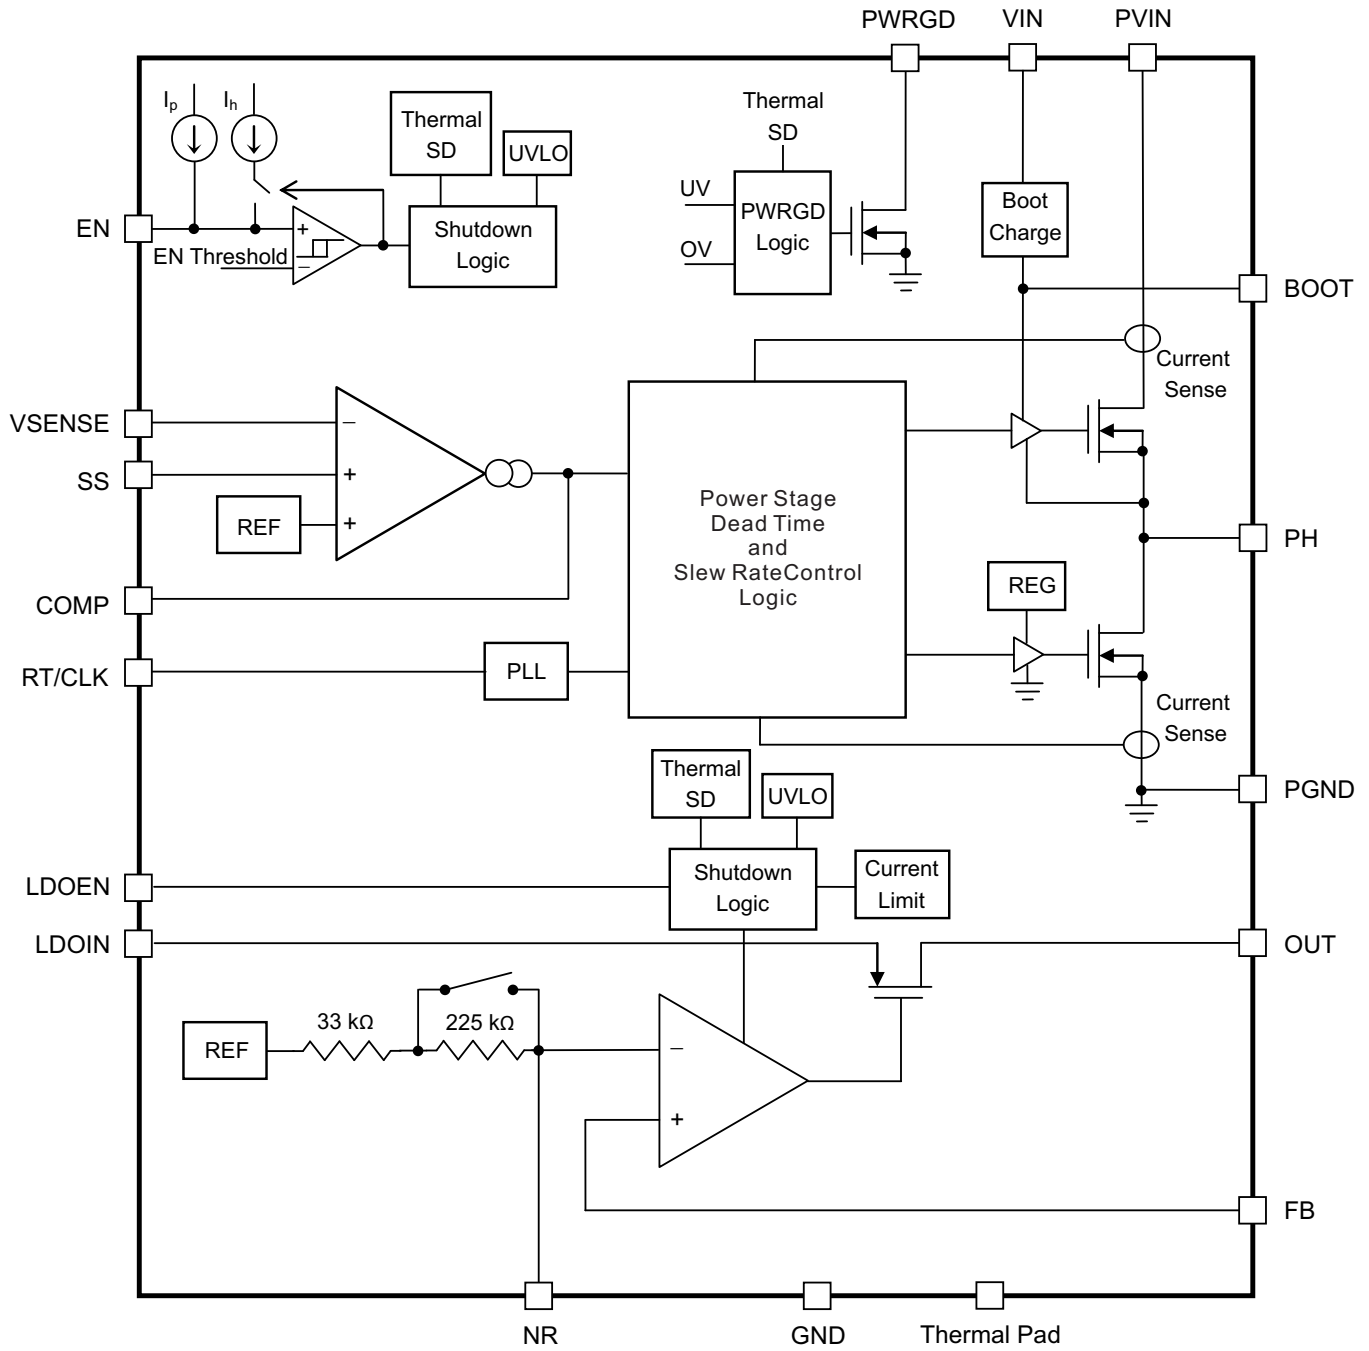 PWRGD VIN PVIN
Ip Ih
Thermal
SD
UVLO
Thermal
SD
UV
PWRGD
Logic
OV
Boot
Charge
EN
+
EN Threshold
−
Shutdown
Logic
BOOT
Current
Sense
VSENSE
−
SS
+
REF
+
Power Stage
Dead Time
and
Slew RateControl
Logic
PH
REG
COMP
RT/CLK
PLL
Current
Sense
Thermal
SD
UVLO
PGND
LDOEN
Shutdown
Logic
Current
Limit
LDOIN
OUT
33 kΩ
225 kΩ
REF
−
+
FB
NR
GND
Thermal Pad